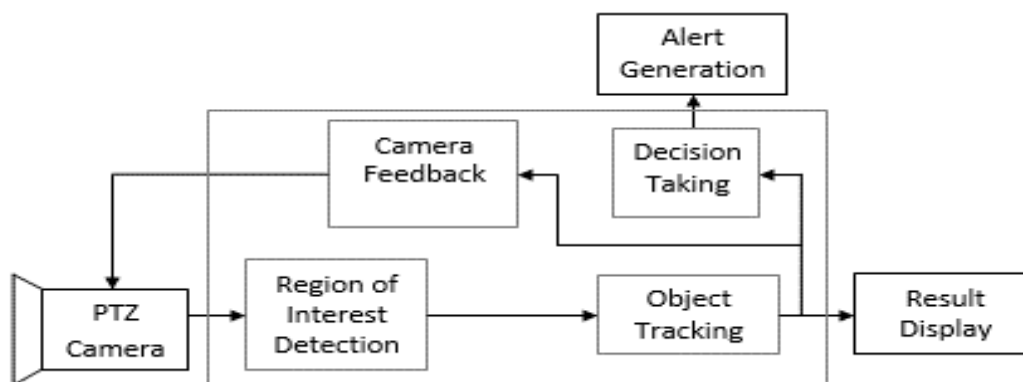 Alert
Generation
Camera
Feedback
Decision
Taking
PTZ
Camera
Region of
Interest
Detection
Object
Tracking
Result
Display